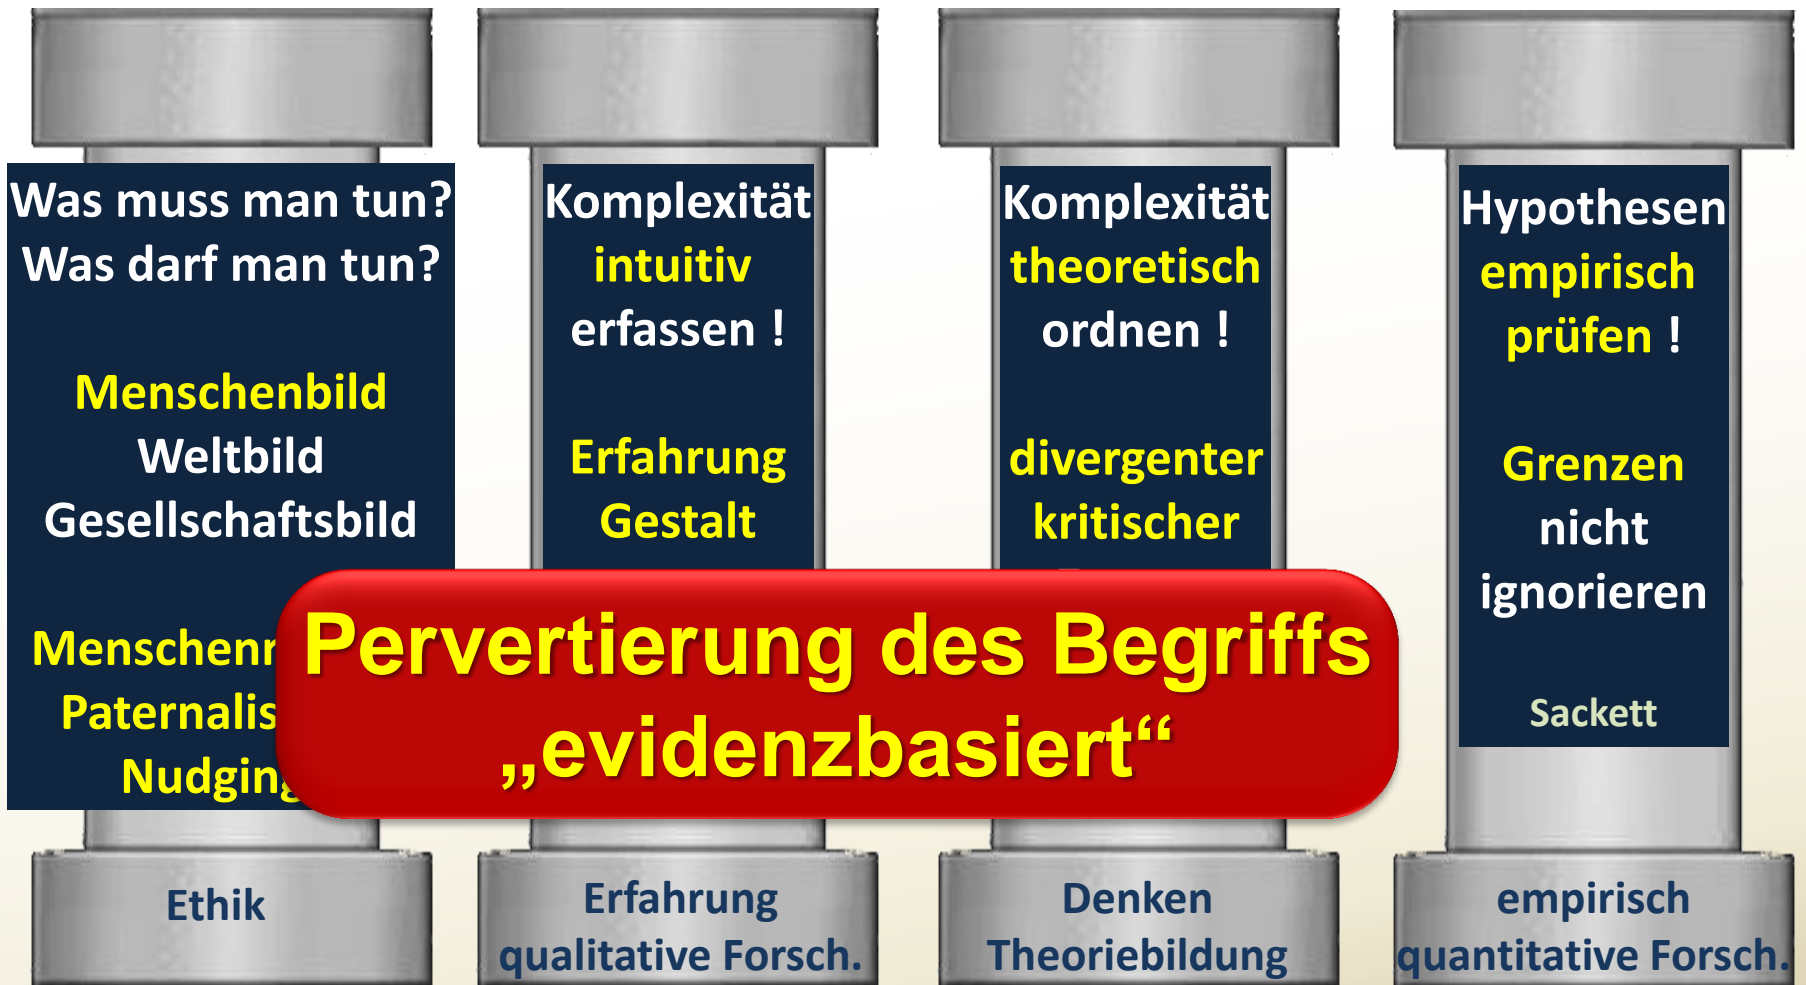 Was muss man tun?
Was darf man tun?
Menschenbild
Weltbild
Gesellschaftsbild
Komplexität
intuitiv
erfassen !
Erfahrung
Gestalt
Komplexität
theoretisch
ordnen !
divergenter
kritischer
Hypothesen
empirisch
prüfen !
Grenzen
nicht
ignorieren
Sackett
Pervertierung des Begriffs
„evidenzbasiert“
Ethik
Erfahrung
qualitative Forsch.
Denken
Theoriebildung
empirisch
quantitative Forsch.